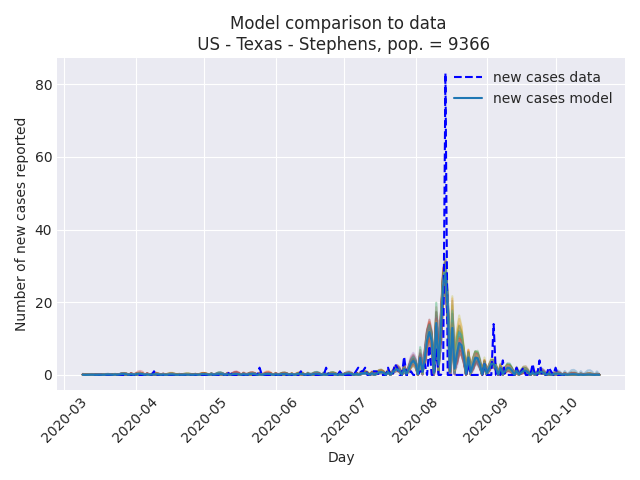 Model comparison to data
US - Texas - Stephens, pop. = 9366
new cases data
new cases model
Number of new cases reported
80
60
40
20
0
2020-03
2020-04
2020-05
2020-06
2020-07
2020-08
2020-09
2020-10
Day